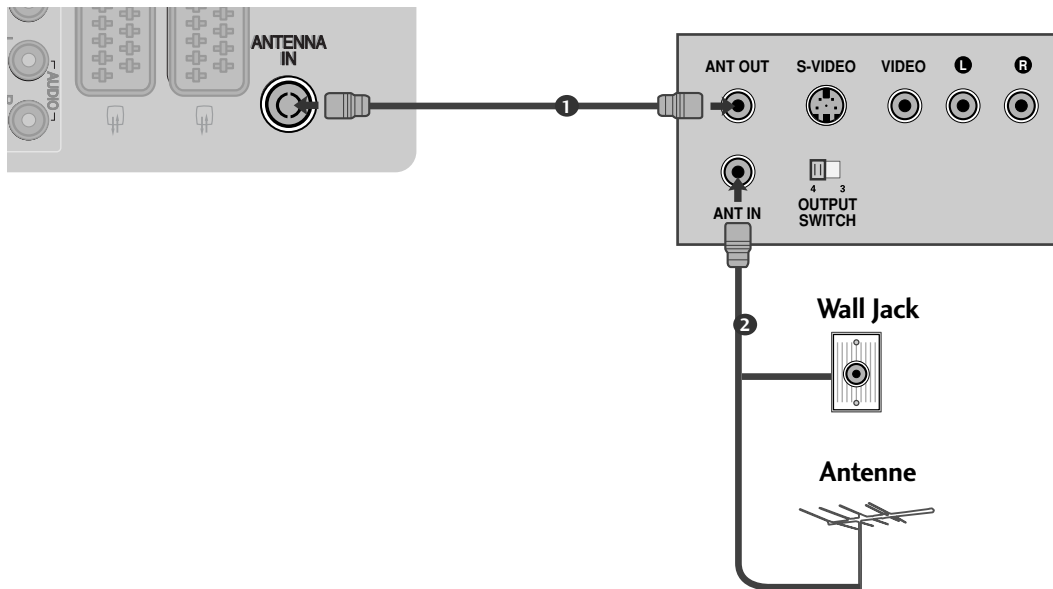 ANTENNA
IN
AUDIO
R
1
ANT OUT
S-VIDEO
VIDEO
L
R
ANT IN
4
3
OUTPUT
SWITCH
2
Wall Jack
Antenne